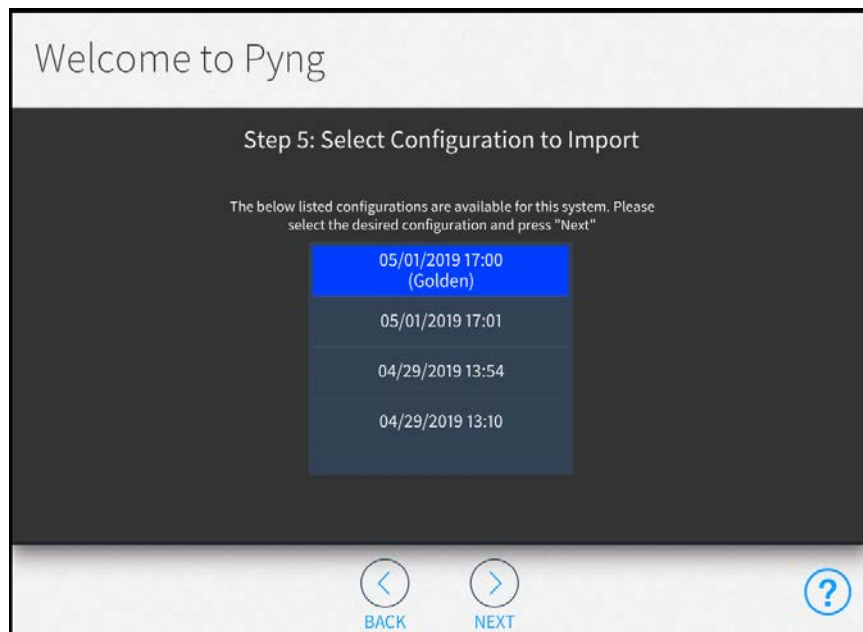 Welcome to Pyng
Step 5: Select Configuration to Import
The below listed configurations are available for this system. Please
select the desired configuration and press "Next"
05/01/2019 17:00
(Golden)
05/01/2019 17:01
04/29/2019 13:54
04/29/2019 13:10
BACK NEXT
?